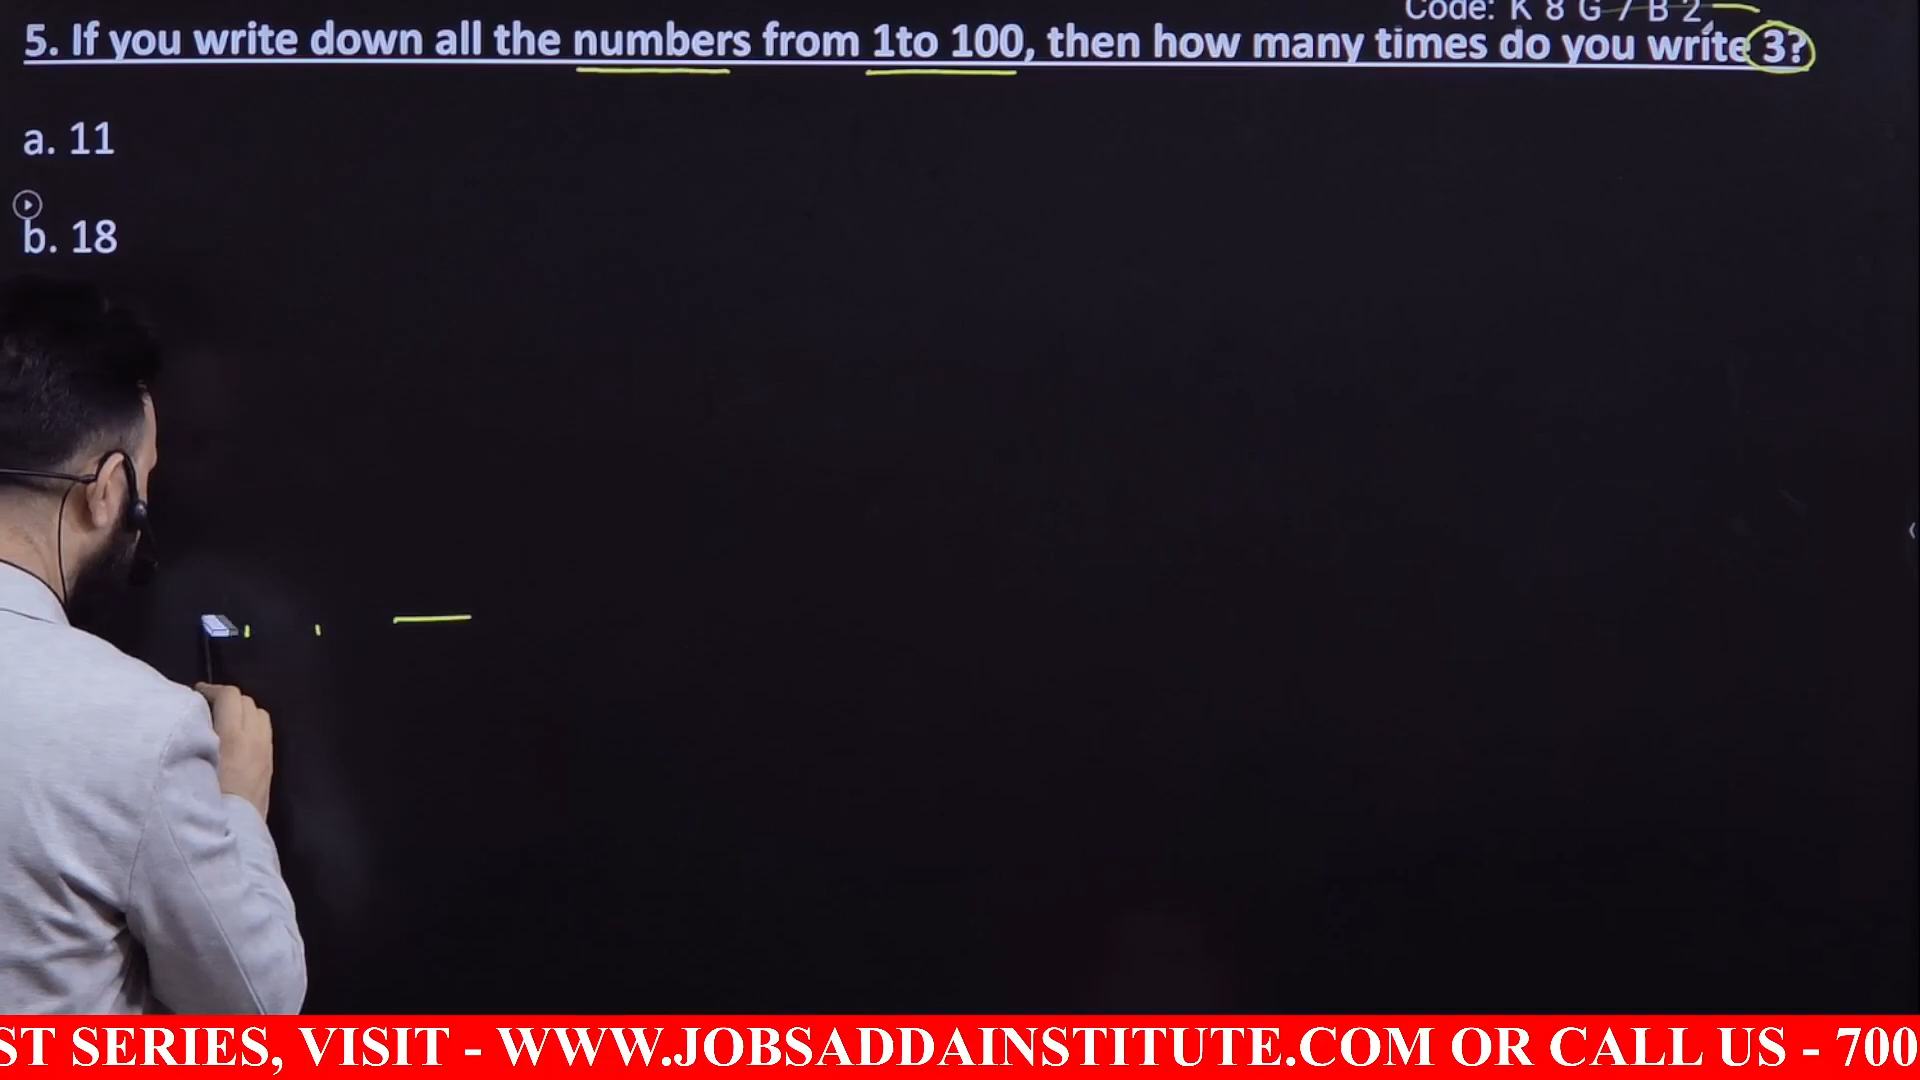 Code: K 8 G 7 B 2
5. If you write down all the numbers from 1to 100, then how many times do you write 3?
a. 11
b. 18
ST SERIES, VISIT - WWW.JOBSADDAINSTITUTE.COM OR CALL US - 700